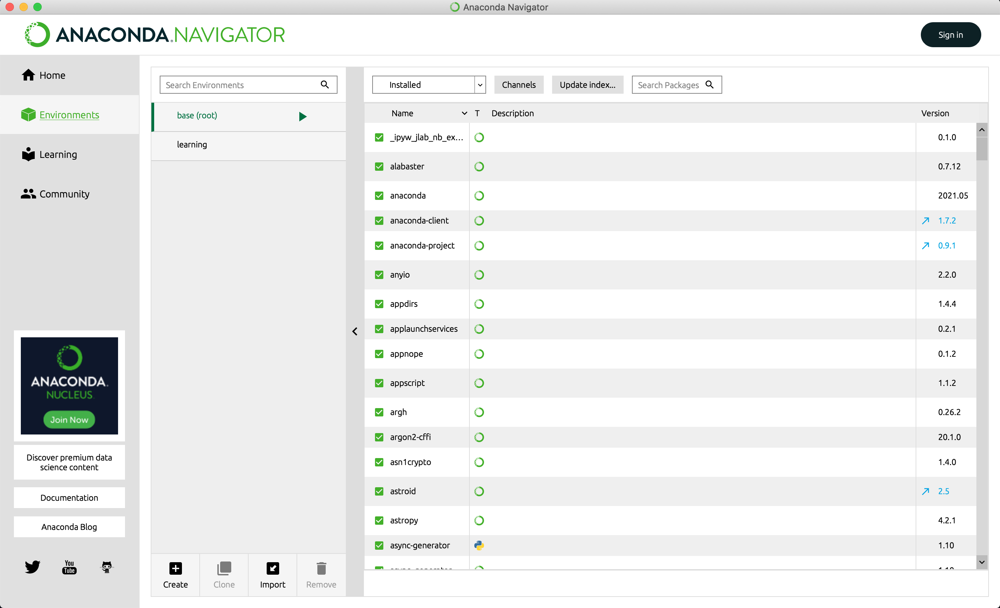 Anaconda Navigator
ANACONDA.NAVIGATOR
Sign in
Home
Environments
Learning
Community
ANACONDA.
NUCLEUS
Join Now
Discover premium data
science content
Documentation
Anaconda Blog
You
Tube
Search Environments
base (root)
learning
Create
Clone
Import
Remove
Installed
Channels
Update index...
Search Packages
Name T Description Version
_ipyw_jlab_nb_ex... 0.1.0
alabaster 0.7.12
anaconda 2021.05
anaconda-client 1.7.2
anaconda-project 0.9.1
anyio 2.2.0
appdirs 1.4.4
applaunchservices 0.2.1
appnope 0.1.2
appscript 1.1.2
argh 0.26.2
argon2-cffi 20.1.0
asn1crypto 1.4.0
astroid 2.5
astropy 4.2.1
async-generator 1.10